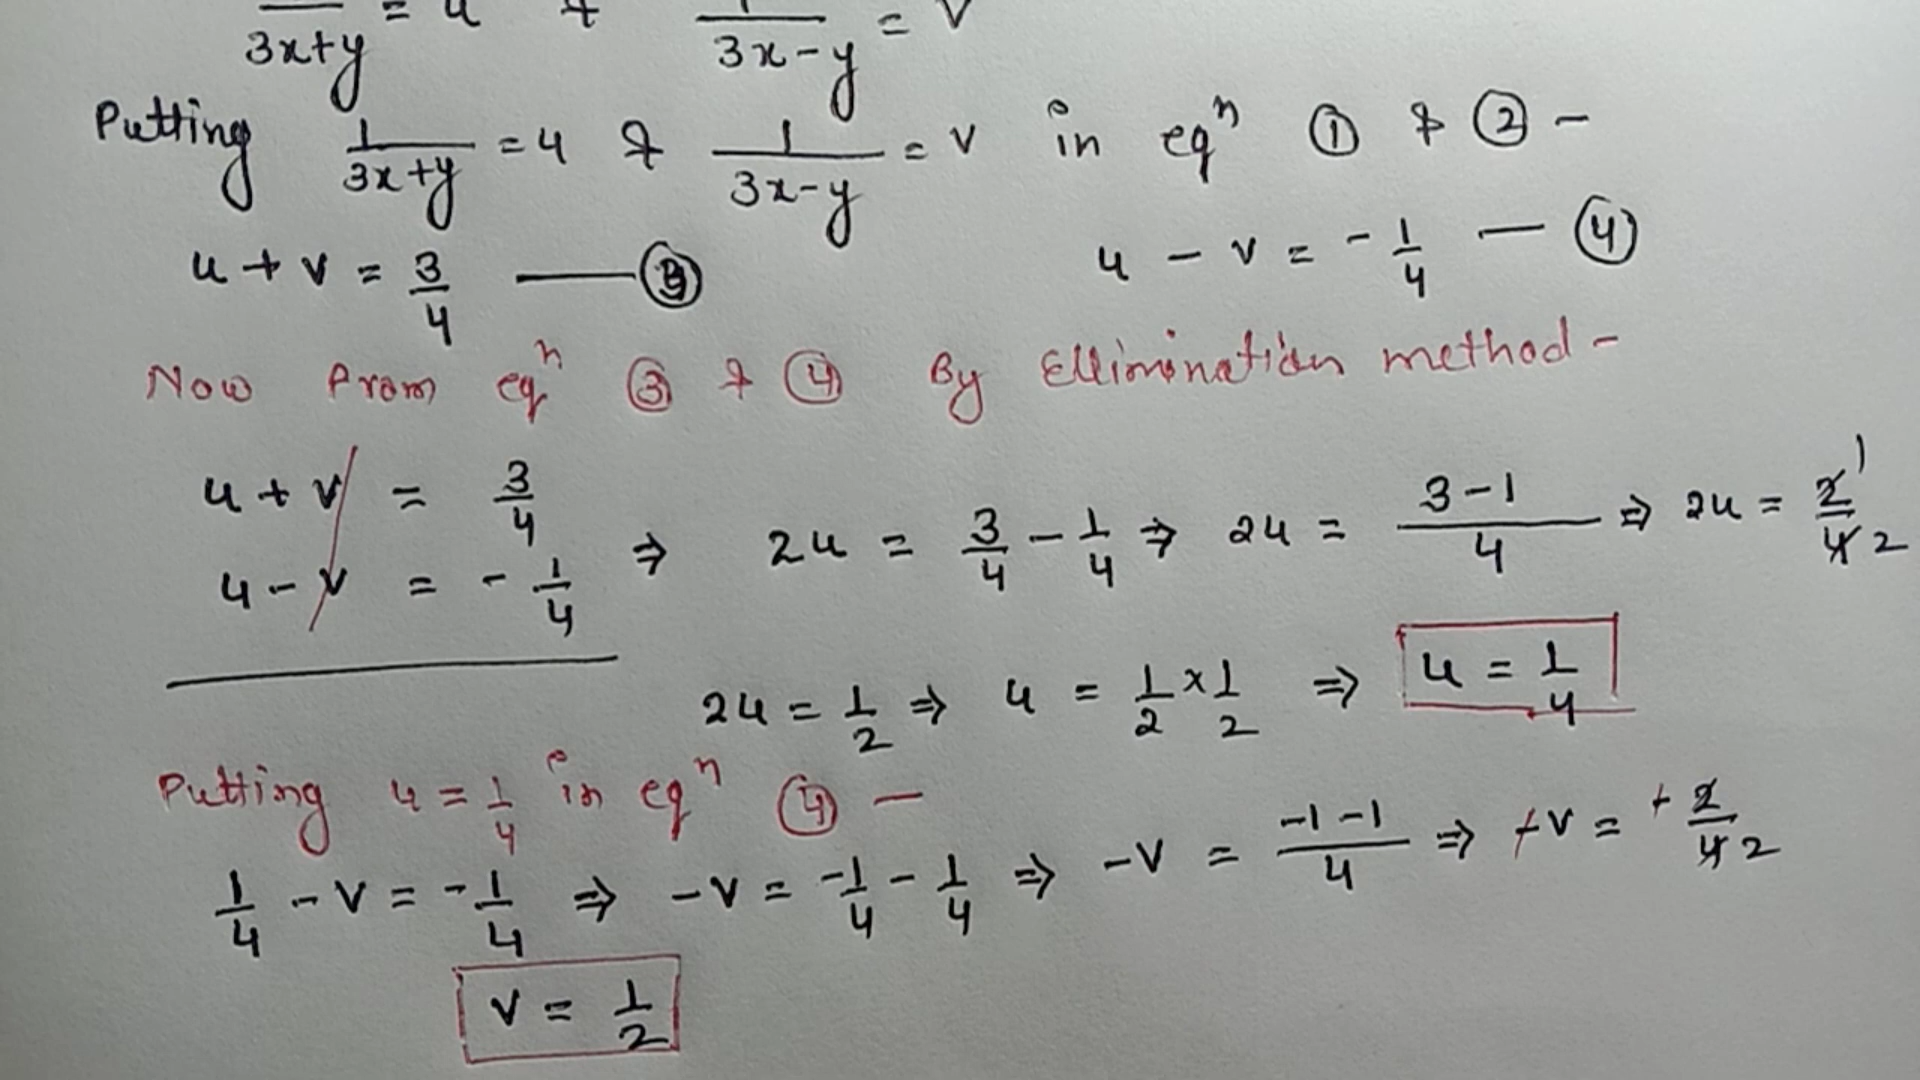 1/(3x+y) = u & 1/(3x-y) = v
Putting 1/(3x+y) = u & 1/(3x-y) = v in eqⁿ ① & ② -
u + v = 3/4 — ③ u - v = -1/4 — ④
Now From eqⁿ ③ & ④ By Ellimination method -
u + v = 3/4
u - v = -1/4 ⇒ 2u = 3/4 - 1/4 ⇒ 2u = (3-1)/4 ⇒ 2u = 2/4 1 2
2u = 1/2 ⇒ u = 1/2 × 1/2 ⇒ u = 1/4
Putting u = 1/4 in eqⁿ ④ —
1/4 - v = -1/4 ⇒ -v = -1/4 - 1/4 ⇒ -v = (-1-1)/4 ⇒ +v = +2/4 2
v = 1/2